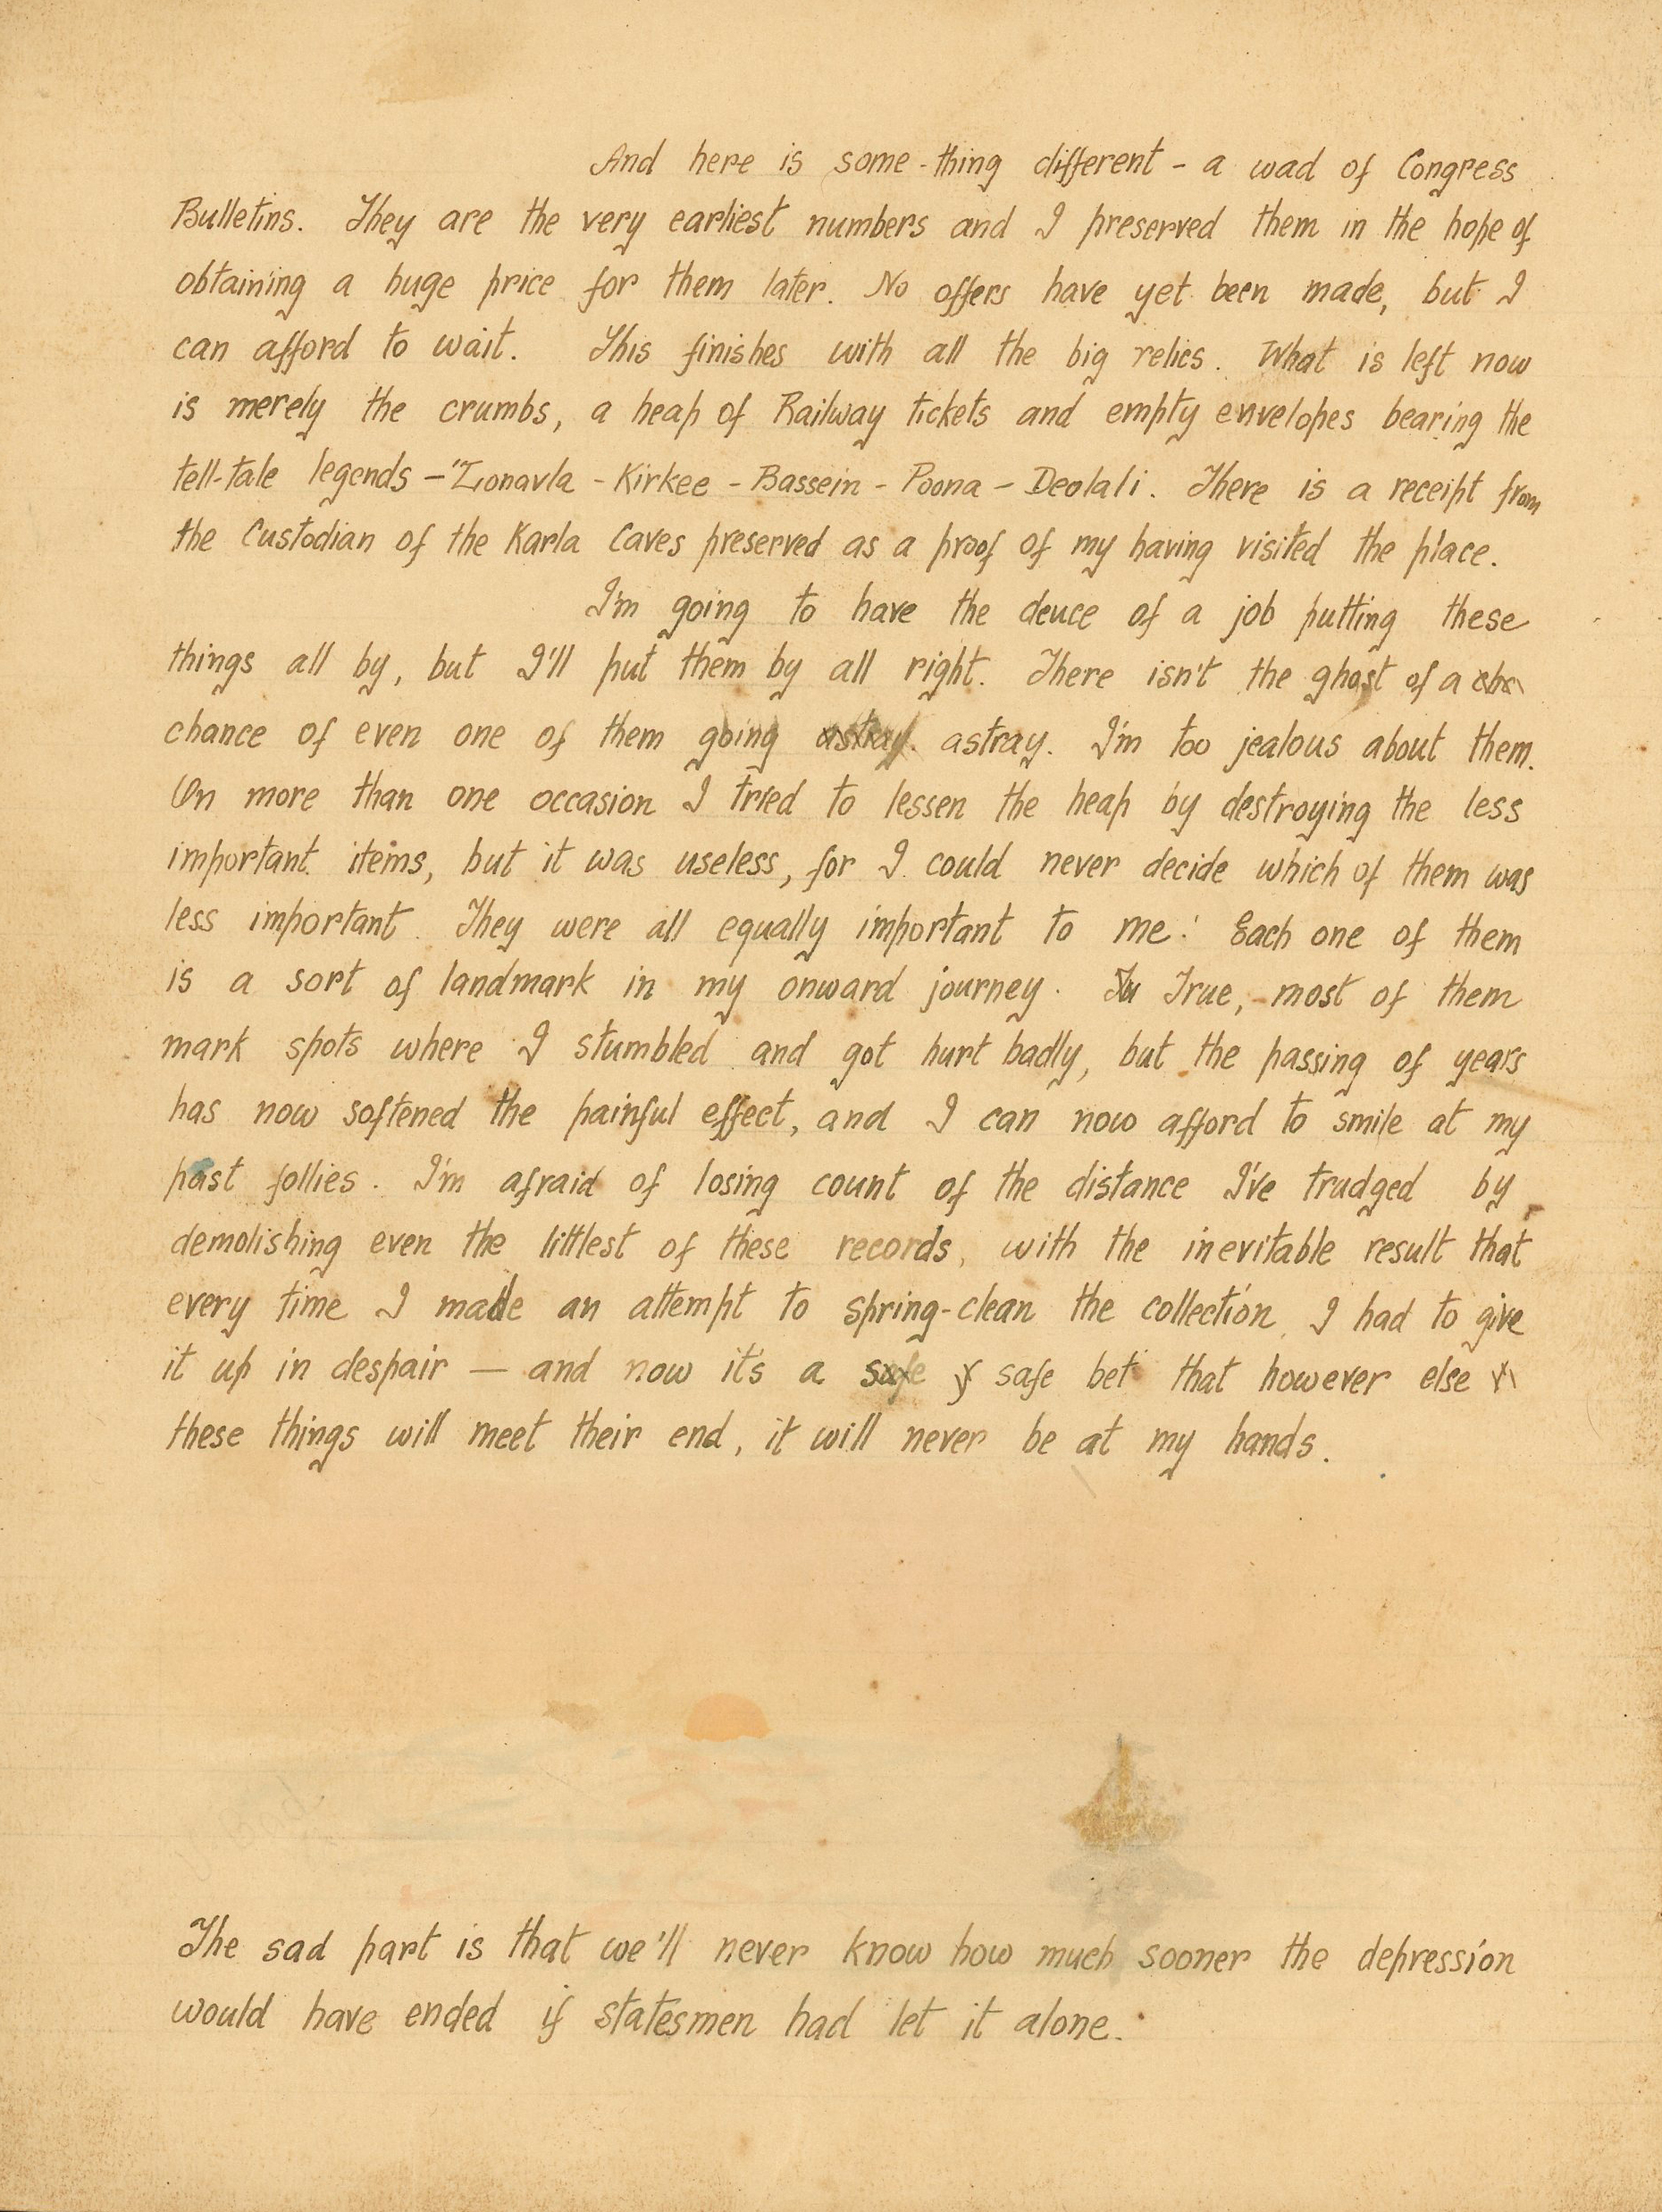 And here is some-thing different - a wad of Congress
Bulletins. They are the very earliest numbers and I preserved them in the hope of
obtaining a huge price for them later. No offers have yet been made, but I
can afford to wait. This finishes with all the big relics. What is left now
is merely the crumbs, a heap of Railway tickets and empty envelopes bearing the
tell-tale legends - "Lonavla - Kirkee - Bassein - Poona - Deolali. There is a receipt from
the Custodian of the Karla Caves preserved as a proof of my having visited the place.
I'm going to have the deuce of a job putting these
things all by, but I'll put them by all right. There isn't the ghost of a cha
chance of even one of them going astray. astray. I'm too jealous about them.
On more than one occasion I tried to lessen the heap by destroying the less
important items, but it was useless, for I could never decide which of them was
less important. They were all equally important to me! Each one of them
is a sort of landmark in my onward journey. Tu True, most of them
mark spots where I stumbled and got hurt badly, but the passing of years
has now softened the painful effect, and I can now afford to smile at my
past follies. I'm afraid of losing count of the distance I've trudged by
demolishing even the littlest of these records, with the inevitable result that
every time I made an attempt to spring-clean the collection, I had to give
it up in despair — and now it's a safe safe bet that however else
these things will meet their end, it will never be at my hands.
The sad part is that we'll never know how much sooner the depression
would have ended if statesmen had let it alone.